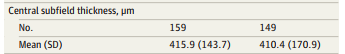 Central subfield thickness, μm
No. 159 149
Mean (SD) 415.9 (143.7) 410.4 (170.9)